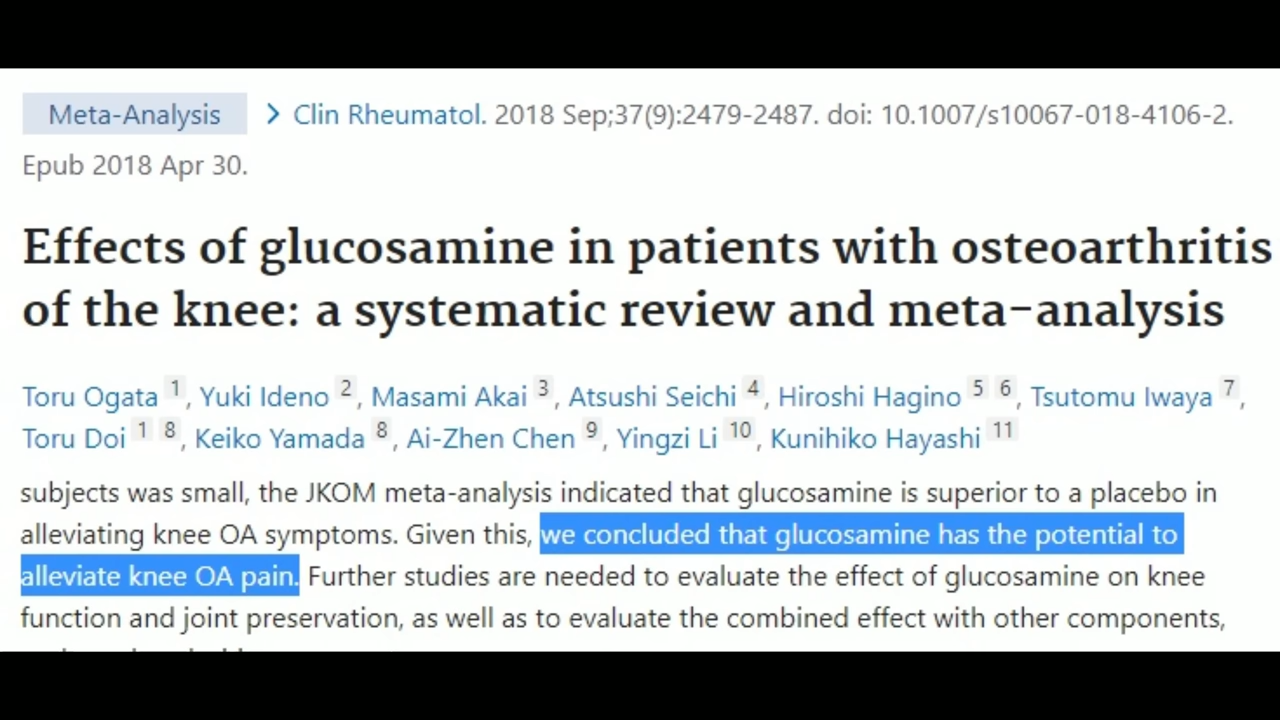 Meta-Analysis > Clin Rheumatol. 2018 Sep;37(9):2479-2487. doi: 10.1007/s10067-018-4106-2.
Epub 2018 Apr 30.
Effects of glucosamine in patients with osteoarthritis
of the knee: a systematic review and meta-analysis
Toru Ogata 1, Yuki Ideno 2, Masami Akai 3, Atsushi Seichi 4, Hiroshi Hagino 5 6, Tsutomu Iwaya 7,
Toru Doi 1 8, Keiko Yamada 8, Ai-Zhen Chen 9, Yingzi Li 10, Kunihiko Hayashi 11
subjects was small, the JKOM meta-analysis indicated that glucosamine is superior to a placebo in
alleviating knee OA symptoms. Given this, we concluded that glucosamine has the potential to
alleviate knee OA pain. Further studies are needed to evaluate the effect of glucosamine on knee
function and joint preservation, as well as to evaluate the combined effect with other components,